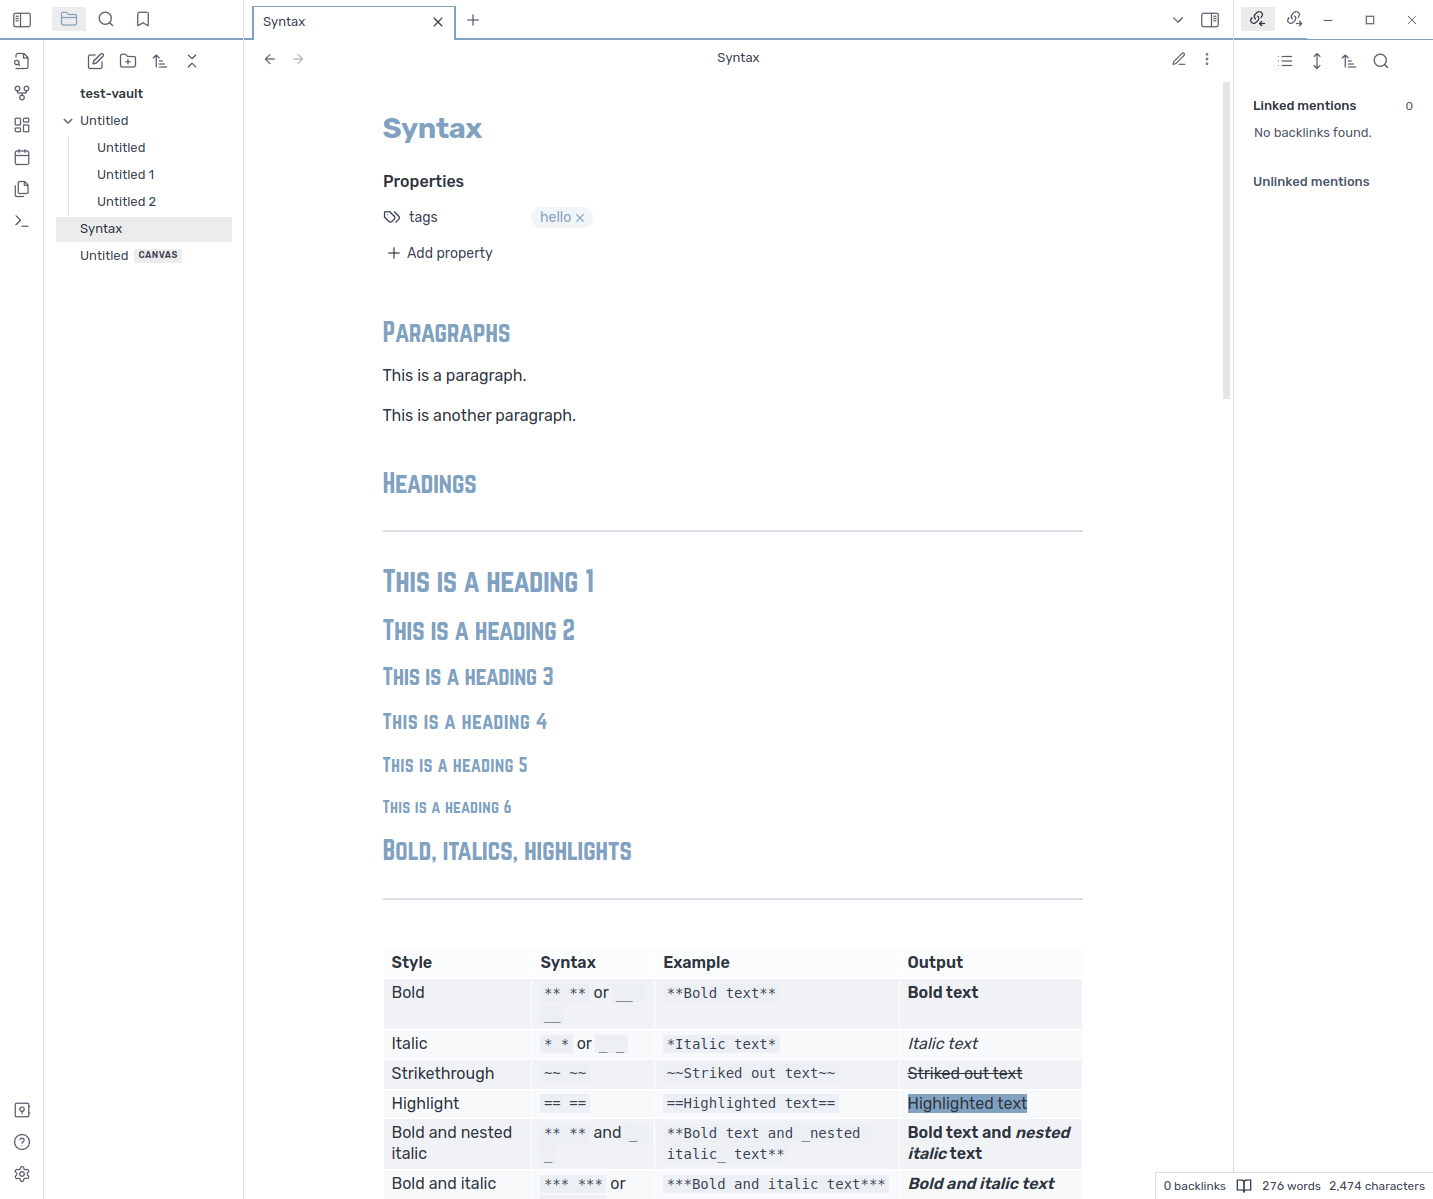 Syntax
Syntax
test-vault
Untitled
Untitled
Untitled 1
Untitled 2
Syntax
Untitled CANVAS
Syntax
Properties
tags hello
Add property
Paragraphs
This is a paragraph.
This is another paragraph.
Headings
This is a heading 1
This is a heading 2
This is a heading 3
This is a heading 4
This is a heading 5
This is a heading 6
Bold, italics, highlights
Style Syntax Example Output
Bold ** ** or __ **Bold text** Bold text
__
Italic * * or _ _ *Italic text* Italic text
Strikethrough ~~ ~~ ~~Striked out text~~ Striked out text
Highlight == == ==Highlighted text== Highlighted text
Bold and nested ** ** and _ **Bold text and _nested Bold text and nested
italic _ italic_ text** italic text
Bold and italic *** *** or ***Bold and italic text*** Bold and italic text
Linked mentions 0
No backlinks found.
Unlinked mentions
0 backlinks 276 words 2,474 characters